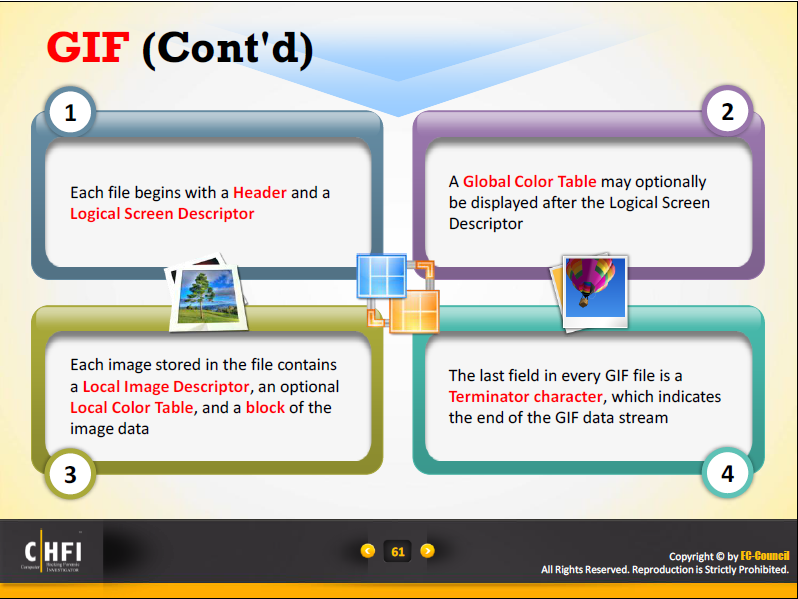 GIF (Cont'd)
1
Each file begins with a Header and a
Logical Screen Descriptor
2
A Global Color Table may optionally
be displayed after the Logical Screen
Descriptor
Each image stored in the file contains
a Local Image Descriptor, an optional
Local Color Table, and a block of the
image data
3
The last field in every GIF file is a
Terminator character, which indicates
the end of the GIF data stream
4
CHFI
Computer Hacking Forensic
INVESTIGATOR
61
Copyright © by EC-Council
All Rights Reserved. Reproduction is Strictly Prohibited.